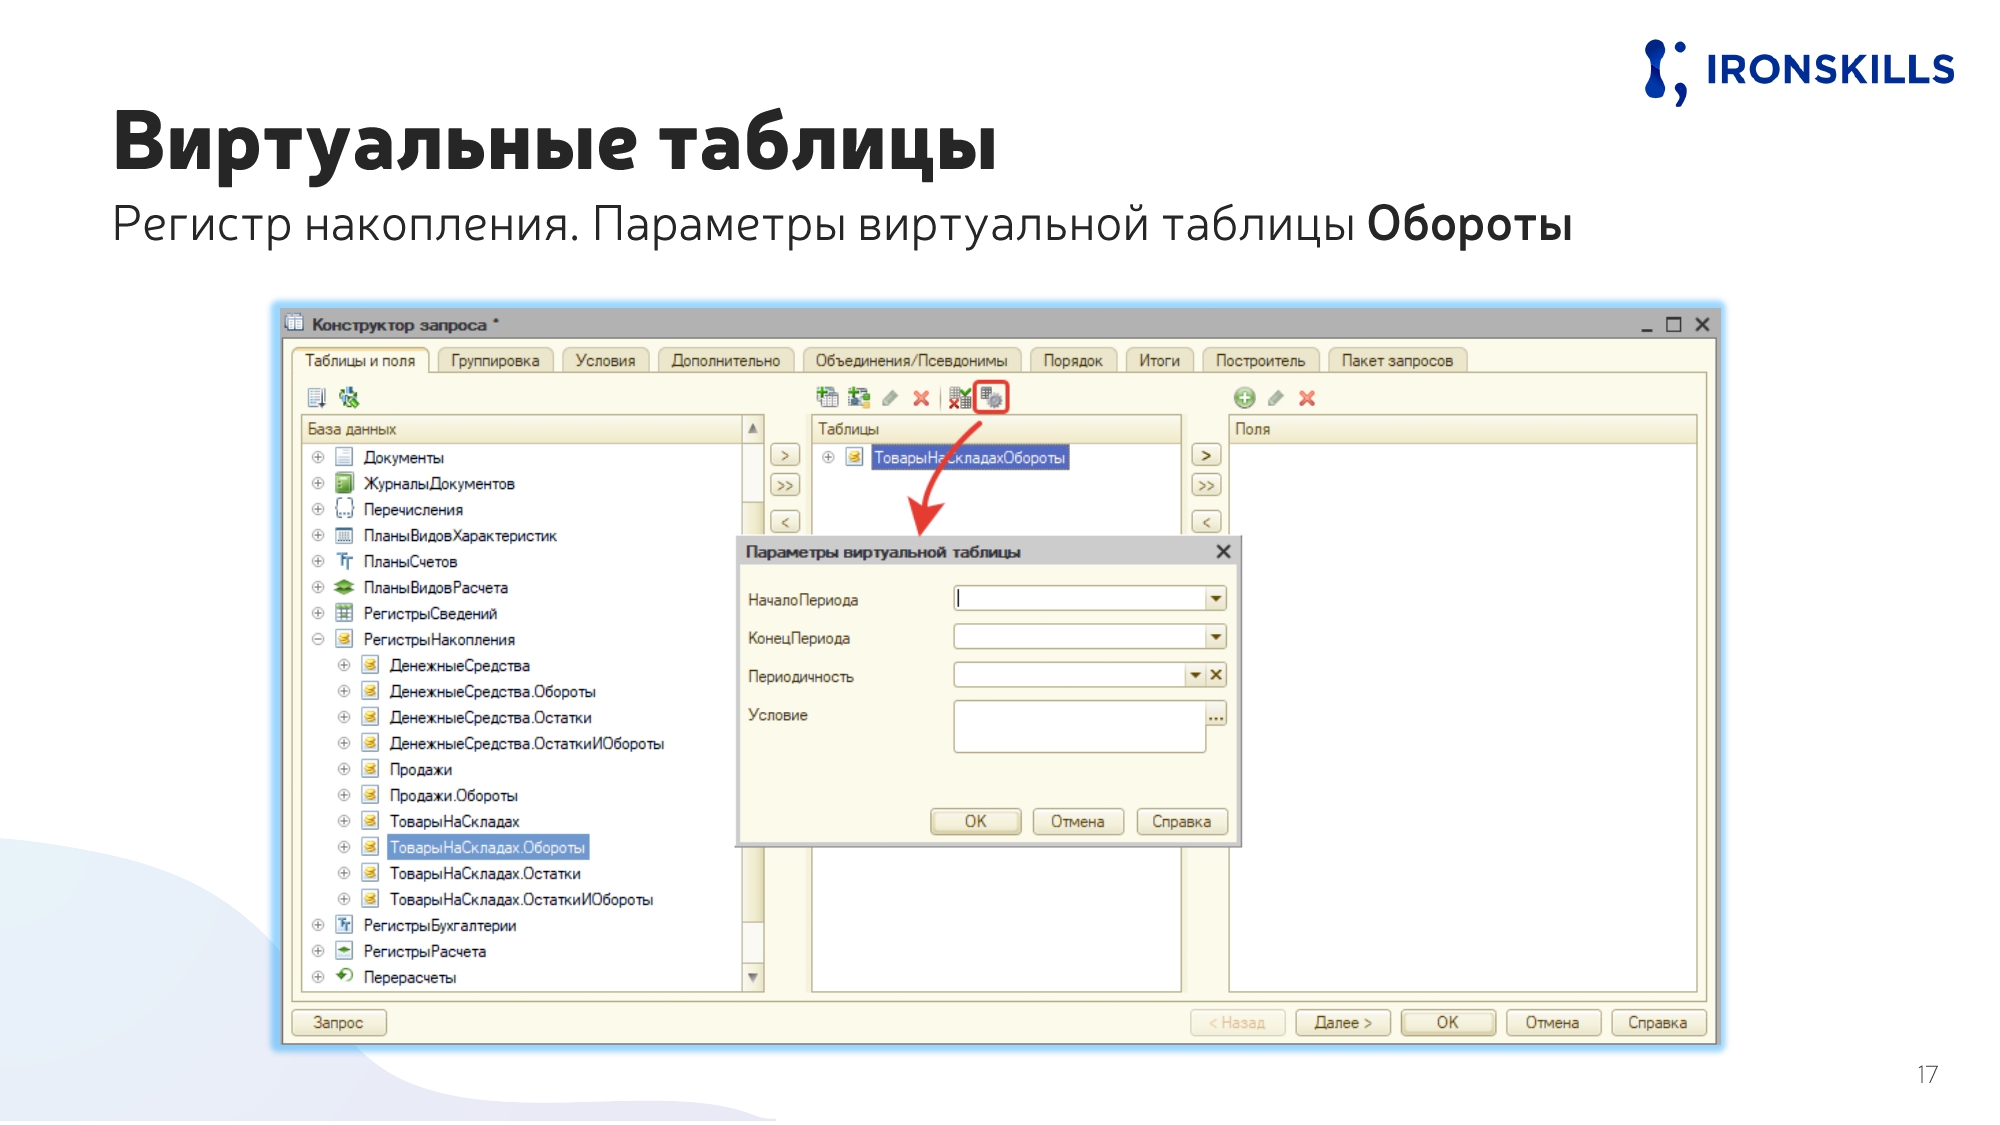 IRONSKILLS
Виртуальные таблицы
Регистр накопления. Параметры виртуальной таблицы Обороты
Конструктор запроса *
Таблицы и поля Группировка Условия Дополнительно Объединения/Псевдонимы Порядок Итоги Построитель Пакет запросов
База данных
Документы
ЖурналыДокументов
Перечисления
ПланыВидовХарактеристик
ПланыСчетов
ПланыВидовРасчета
РегистрыСведений
РегистрыНакопления
ДенежныеСредства
ДенежныеСредства.Обороты
ДенежныеСредства.Остатки
ДенежныеСредства.ОстаткиИОбороты
Продажи
Продажи.Обороты
ТоварыНаСкладах
ТоварыНаСкладах.Обороты
ТоварыНаСкладах.Остатки
ТоварыНаСкладах.ОстаткиИОбороты
РегистрыБухгалтерии
РегистрыРасчета
Перерасчеты
>
>>
<
Таблицы
ТоварыНаСкладахОбороты
>
>>
<
Поля
Параметры виртуальной таблицы
НачалоПериода
КонецПериода
Периодичность
Условие
...
ОК Отмена Справка
Запрос < Назад Далее > ОК Отмена Справка
17